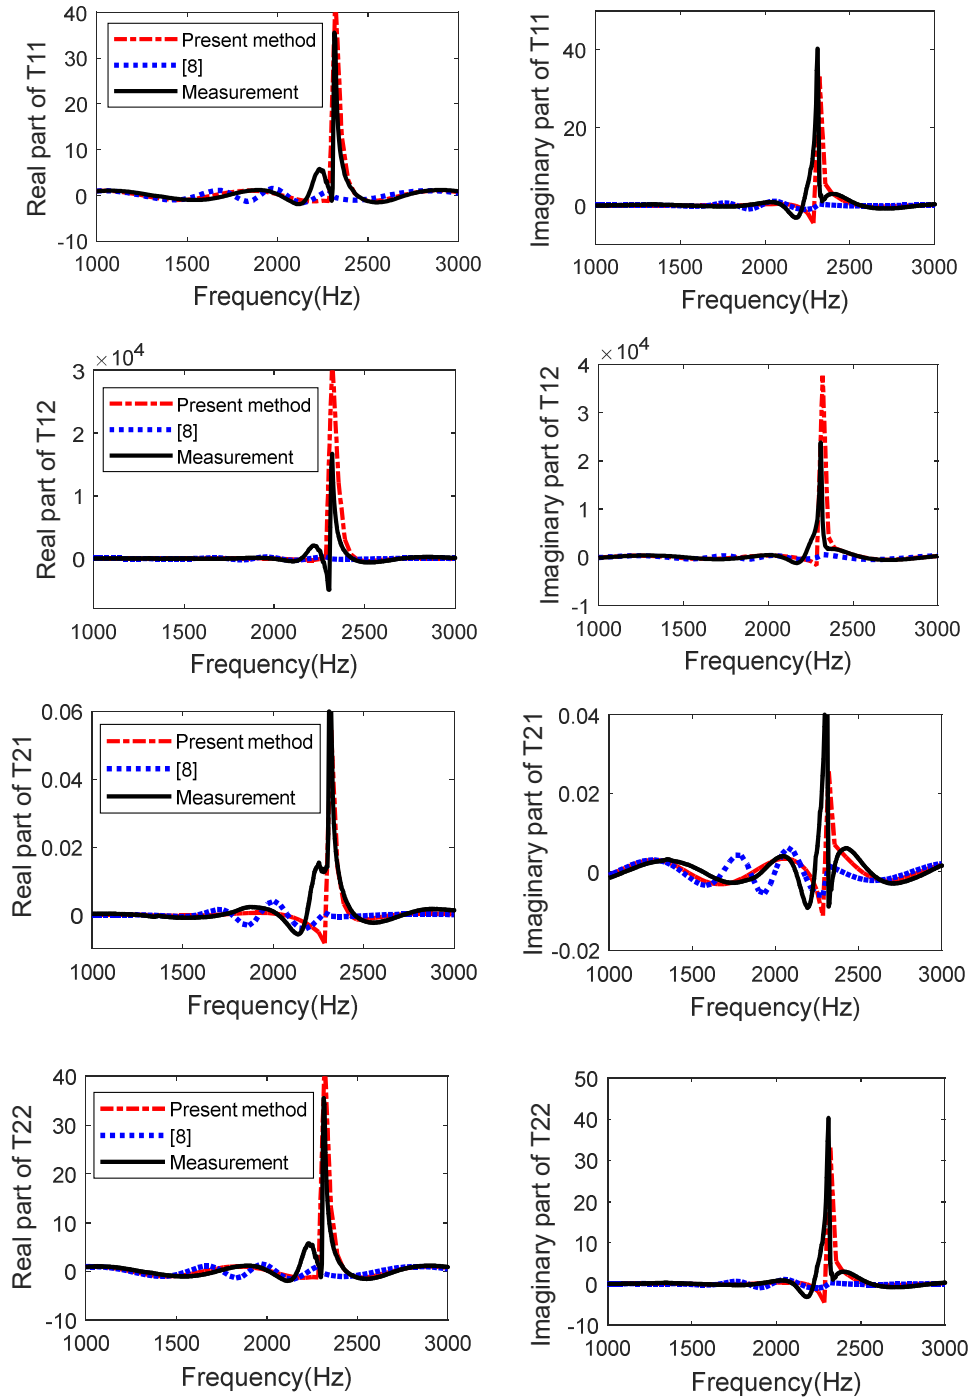 40
30
20
10
0
-10
Real part of T11
Present method
[8]
Measurement
1000 1500 2000 2500 3000
Frequency(Hz)
40
20
0
Imaginary part of T11
1000 1500 2000 2500 3000
Frequency(Hz)
×10⁴
3
2
1
0
Real part of T12
Present method
[8]
Measurement
1000 1500 2000 2500 3000
Frequency(Hz)
×10⁴
4
3
2
1
0
-1
Imaginary part of T12
1000 1500 2000 2500 3000
Frequency(Hz)
0.06
0.04
0.02
0
Real part of T21
Present method
[8]
Measurement
1000 1500 2000 2500 3000
Frequency(Hz)
0.04
0.02
0
-0.02
Imaginary part of T21
1000 1500 2000 2500 3000
Frequency(Hz)
40
30
20
10
0
-10
Real part of T22
Present method
[8]
Measurement
1000 1500 2000 2500 3000
Frequency(Hz)
50
40
30
20
10
0
-10
Imaginary part of T22
1000 1500 2000 2500 3000
Frequency(Hz)